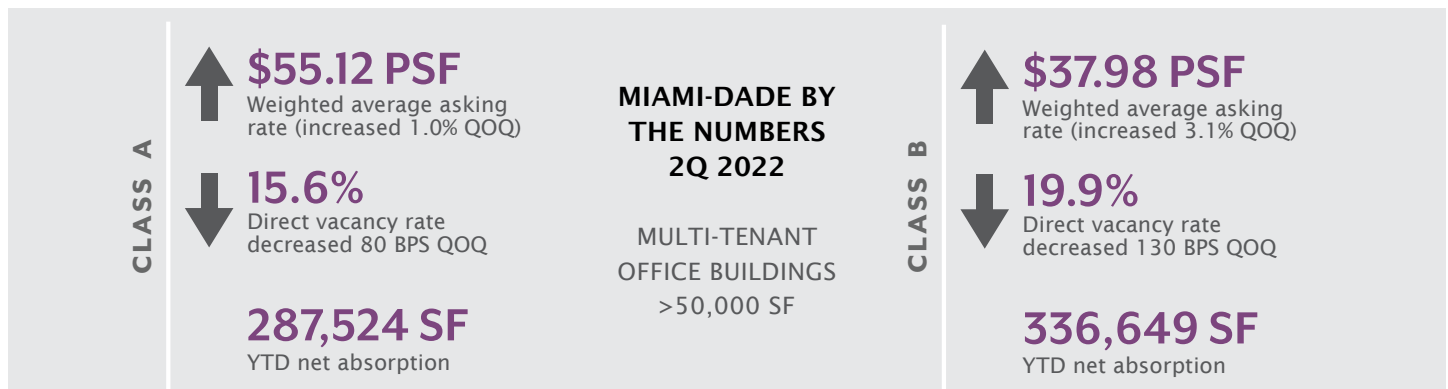 CLASS A
$55.12 PSF
Weighted average asking
rate (increased 1.0% QOQ)
15.6%
Direct vacancy rate
decreased 80 BPS QOQ
287,524 SF
YTD net absorption
MIAMI-DADE BY
THE NUMBERS
2Q 2022
MULTI-TENANT
OFFICE BUILDINGS
>50,000 SF
CLASS B
$37.98 PSF
Weighted average asking
rate (increased 3.1% QOQ)
19.9%
Direct vacancy rate
decreased 130 BPS QOQ
336,649 SF
YTD net absorption